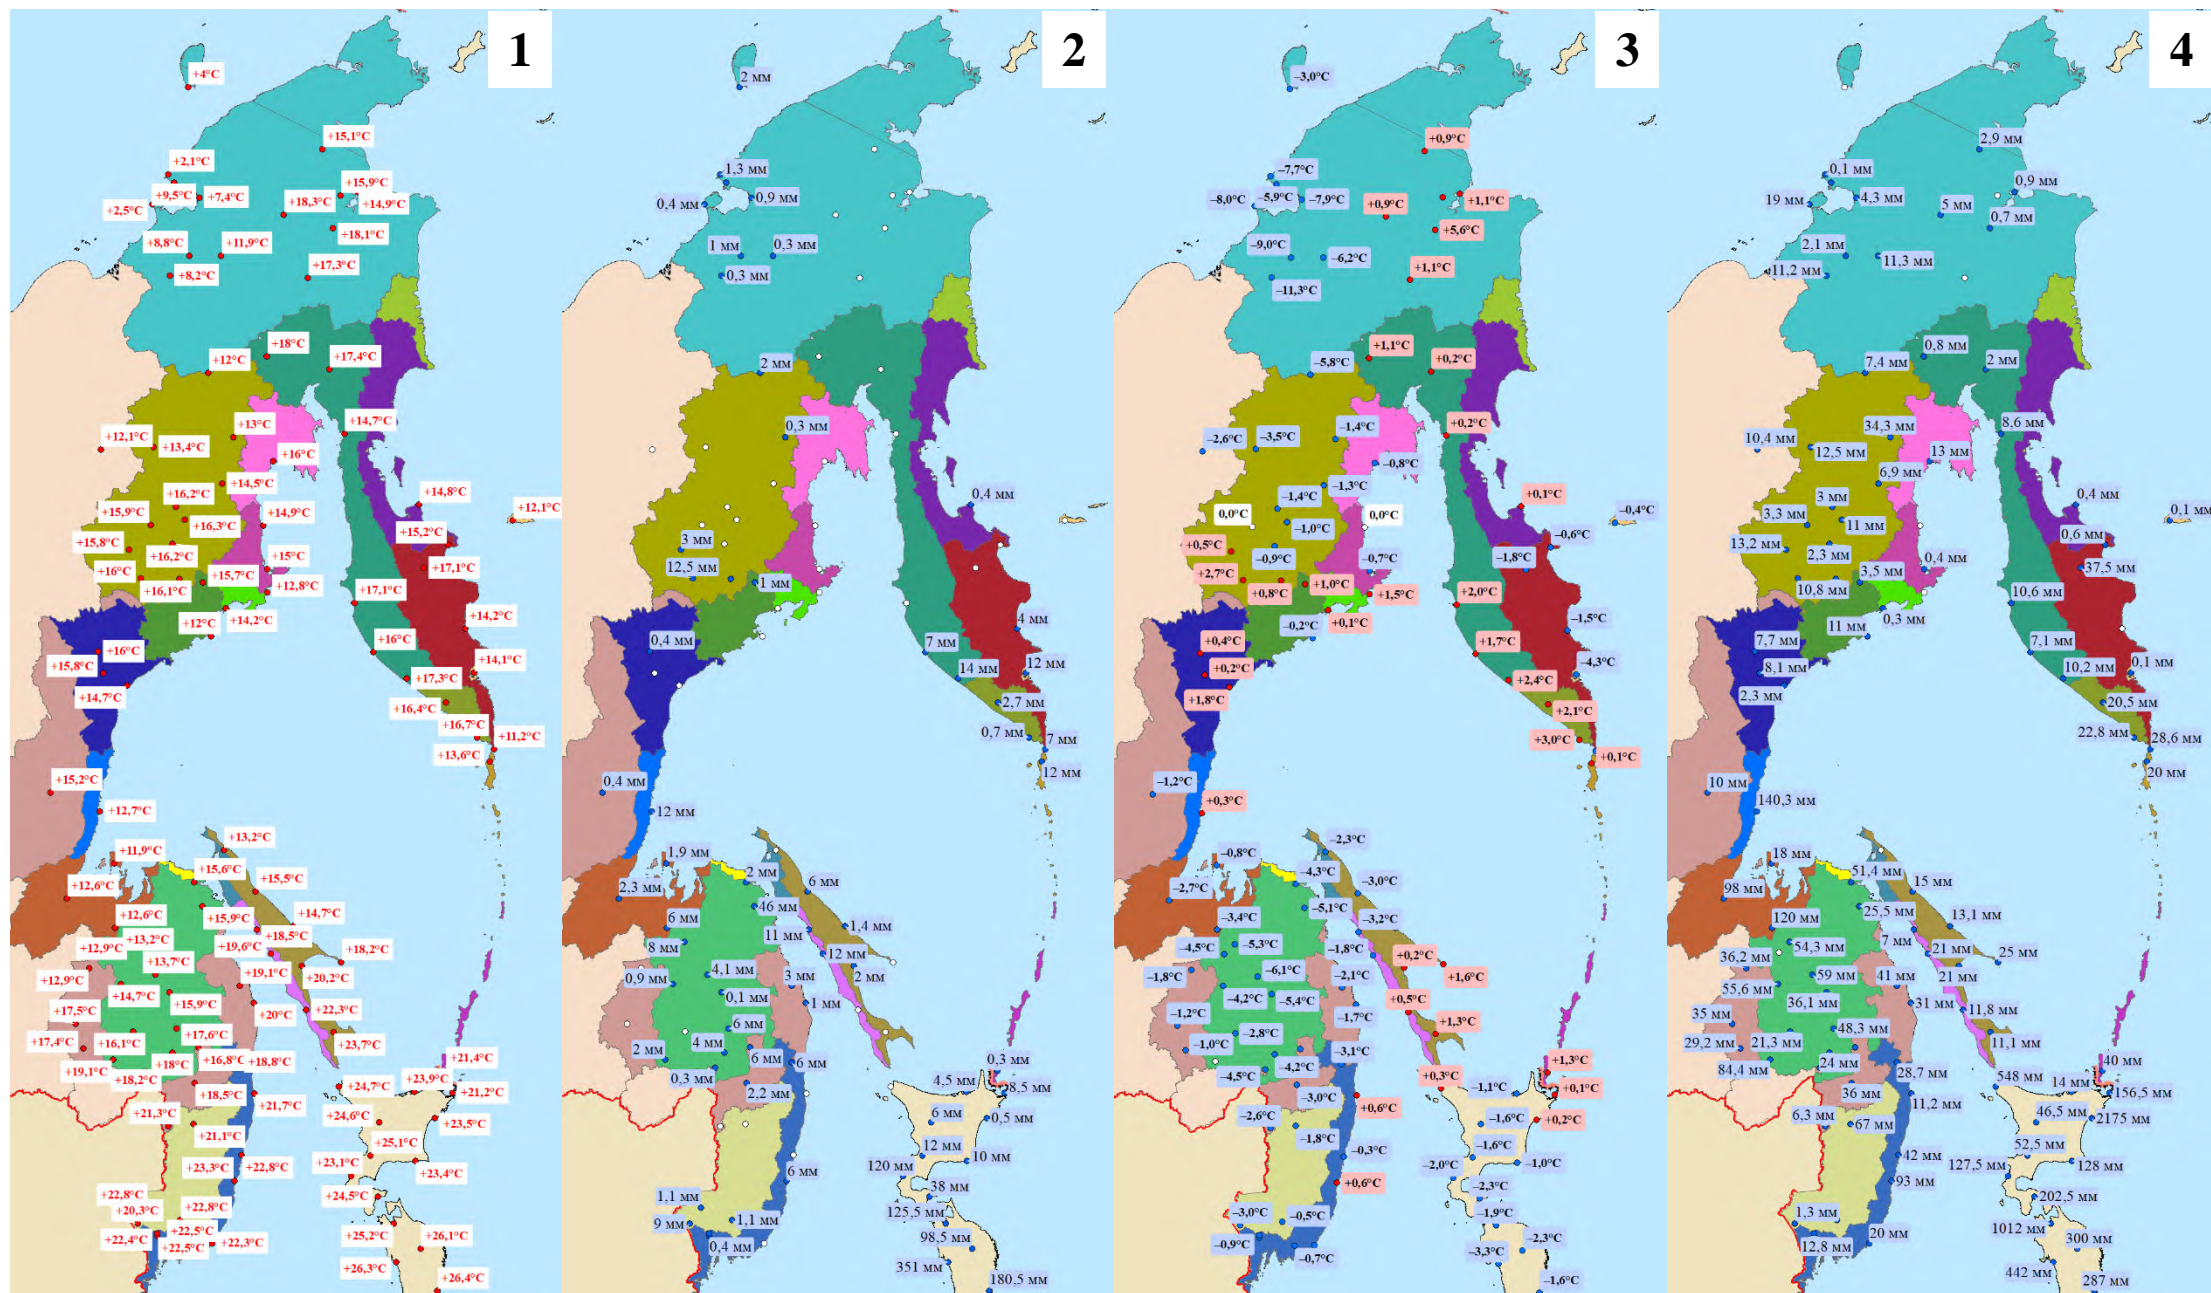 1
+4°C
+15,1°C
+2,1°C
+9,5°C
+7,4°C
+2,5°C
+15,9°C
+18,3°C
+14,9°C
+18,1°C
+8,8°C
+11,9°C
+8,2°C
+17,3°C
+18°C
+12°C
+17,4°C
+14,7°C
+13°C
+12,1°C
+13,4°C
+16°C
+14,5°C
+16,2°C
+14,8°C
+12,1°C
+15,9°C
+16,3°C
+14,9°C
+15,2°C
+15,8°C
+16,2°C
+15°C
+17,1°C
+16°C
+15,7°C
+12,8°C
+16,1°C
+17,1°C
+12°C
+14,2°C
+14,2°C
+16°C
+16°C
+15,8°C
+14,1°C
+14,7°C
+17,3°C
+16,4°C
+16,7°C
+11,2°C
+13,6°C
+15,2°C
+12,7°C
+13,2°C
+11,9°C
+15,6°C
+12,6°C
+15,5°C
+12,6°C
+15,9°C
+14,7°C
+12,9°C
+13,2°C
+18,5°C
+19,6°C
+18,2°C
+12,9°C
+13,7°C
+19,1°C
+20,2°C
+14,7°C
+15,9°C
+20°C
+22,3°C
+17,5°C
+17,4°C
+16,1°C
+17,6°C
+23,7°C
+19,1°C
+18°C
+16,8°C
+18,8°C
+21,4°C
+18,2°C
+18,5°C
+24,7°C
+23,9°C
+21,2°C
+21,7°C
+21,3°C
+24,6°C
+23,5°C
+21,1°C
+25,1°C
+23,3°C
+22,8°C
+23,1°C
+23,4°C
+24,5°C
+22,8°C
+20,3°C
+22,8°C
+22,4°C
+22,5°C
+22,5°C
+22,3°C
+25,2°C
+26,1°C
+26,3°C
+26,4°C
2
2 мм
1,3 мм
0,4 мм
0,9 мм
1 мм
0,3 мм
0,3 мм
2 мм
0,3 мм
0,4 мм
3 мм
12,5 мм
1 мм
4 мм
0,4 мм
7 мм
14 мм
12 мм
2,7 мм
0,7 мм
7 мм
12 мм
0,4 мм
12 мм
1,9 мм
2 мм
2,3 мм
6 мм
46 мм
6 мм
1,4 мм
8 мм
11 мм
12 мм
0,9 мм
4,1 мм
3 мм
2 мм
0,1 мм
1 мм
6 мм
2 мм
4 мм
6 мм
6 мм
0,3 мм
0,3 мм
2,2 мм
4,5 мм
8,5 мм
6 мм
0,5 мм
12 мм
10 мм
120 мм
6 мм
38 мм
1,1 мм
125,5 мм
9 мм
1,1 мм
98,5 мм
0,4 мм
351 мм
180,5 мм
3
–3,0°C
+0,9°C
–7,7°C
–8,0°C
–5,9°C
–7,9°C
+0,9°C
+1,1°C
+5,6°C
–9,0°C
–6,2°C
+1,1°C
–11,3°C
+1,1°C
–5,8°C
+0,2°C
+0,2°C
–1,4°C
–2,6°C
–3,5°C
–0,8°C
–1,3°C
–1,4°C
+0,1°C
–0,4°C
0,0°C
–1,0°C
0,0°C
–0,6°C
+0,5°C
–0,9°C
–0,7°C
–1,8°C
+2,7°C
+0,8°C
+1,0°C
+1,5°C
+2,0°C
–0,2°C
+0,1°C
–1,5°C
+0,4°C
+1,7°C
+0,2°C
–4,3°C
+1,8°C
+2,4°C
+2,1°C
+3,0°C
+0,1°C
–1,2°C
+0,3°C
–2,3°C
–0,8°C
–4,3°C
–2,7°C
–3,0°C
–3,4°C
–5,1°C
–3,2°C
–4,5°C
–5,3°C
–1,8°C
+0,2°C
–1,8°C
–6,1°C
–2,1°C
+1,6°C
–4,2°C
–5,4°C
+0,5°C
–1,2°C
–1,7°C
+1,3°C
–2,8°C
–1,0°C
–3,1°C
–4,5°C
–4,2°C
+1,3°C
+0,3°C
–1,1°C
+0,1°C
–3,0°C
+0,6°C
–2,6°C
–1,6°C
+0,2°C
–1,8°C
–0,3°C
–1,6°C
–2,0°C
–1,0°C
+0,6°C
–2,3°C
–3,0°C
–0,5°C
–1,9°C
–0,9°C
–0,7°C
–2,3°C
–3,3°C
–1,6°C
4
2,9 мм
0,1 мм
19 мм
4,3 мм
0,9 мм
5 мм
0,7 мм
2,1 мм
11,3 мм
11,2 мм
0,8 мм
7,4 мм
2 мм
34,3 мм
8,6 мм
10,4 мм
12,5 мм
13 мм
6,9 мм
3 мм
0,4 мм
0,1 мм
3,3 мм
11 мм
0,6 мм
13,2 мм
2,3 мм
0,4 мм
37,5 мм
3,5 мм
10,8 мм
10,6 мм
11 мм
0,3 мм
7,7 мм
7,1 мм
8,1 мм
10,2 мм
0,1 мм
2,3 мм
20,5 мм
22,8 мм
28,6 мм
20 мм
10 мм
140,3 мм
18 мм
51,4 мм
98 мм
15 мм
120 мм
25,5 мм
13,1 мм
54,3 мм
7 мм
21 мм
36,2 мм
25 мм
59 мм
41 мм
21 мм
55,6 мм
36,1 мм
31 мм
11,8 мм
35 мм
48,3 мм
29,2 мм
21,3 мм
11,1 мм
84,4 мм
24 мм
28,7 мм
40 мм
548 мм
14 мм
36 мм
11,2 мм
156,5 мм
6,3 мм
67 мм
46,5 мм
2175 мм
52,5 мм
42 мм
127,5 мм
128 мм
93 мм
202,5 мм
1,3 мм
1012 мм
20 мм
12,8 мм
300 мм
442 мм
287 мм